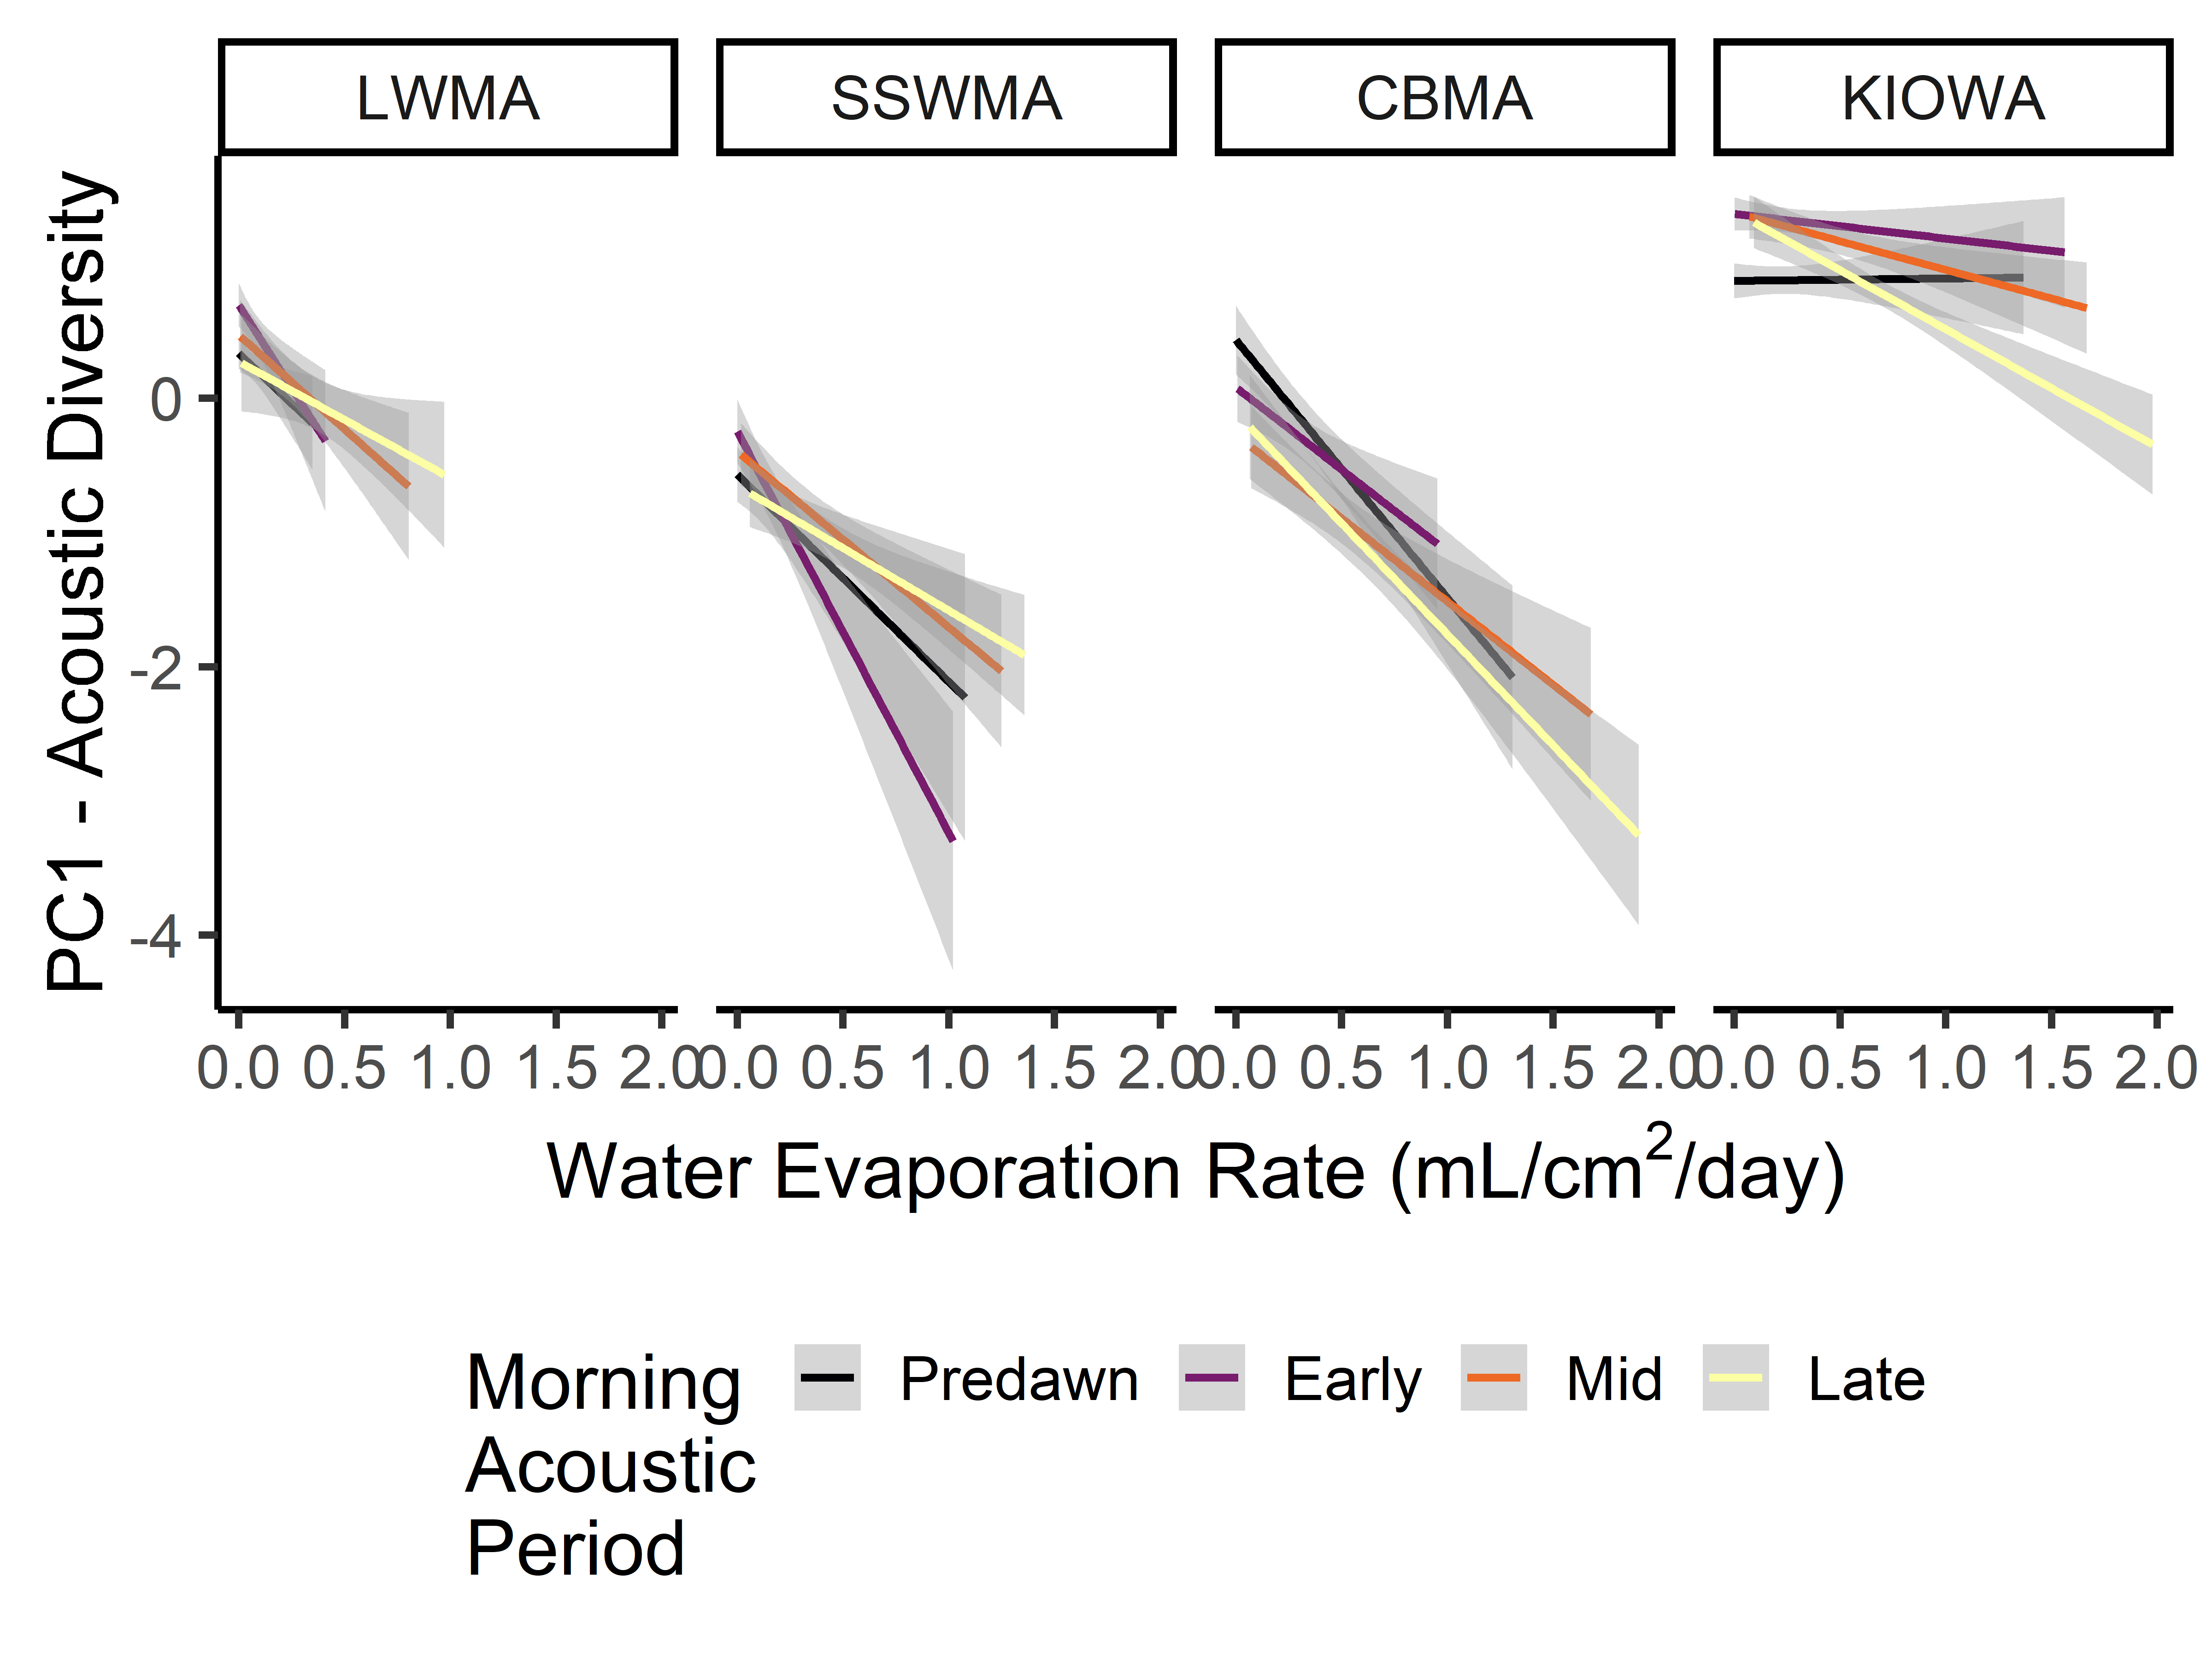 LWMA SSWMA CBMA KIOWA
PC1 - Acoustic Diversity
0
-2
-4
0.0 0.5 1.0 1.5 2.0 0.0 0.5 1.0 1.5 2.0 0.0 0.5 1.0 1.5 2.0 0.0 0.5 1.0 1.5 2.0
Water Evaporation Rate (mL/cm²/day)
Morning Predawn Early Mid Late
Acoustic
Period